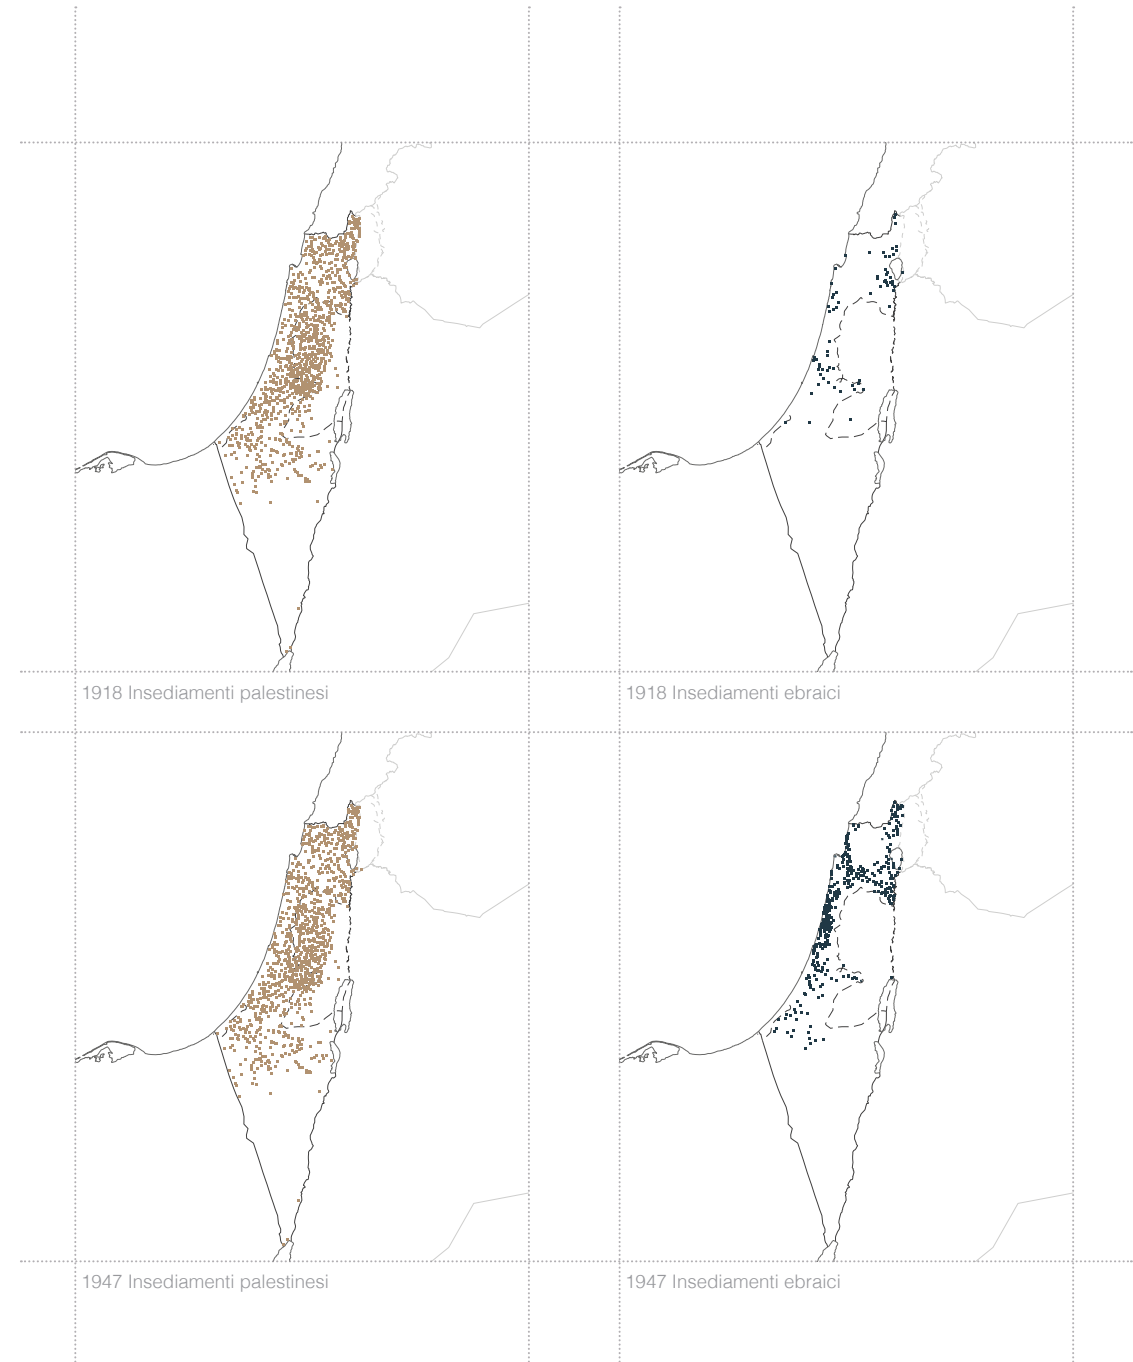 1918 Insediamenti palestinesi
1918 Insediamenti ebraici
1947 Insediamenti palestinesi
1947 Insediamenti ebraici